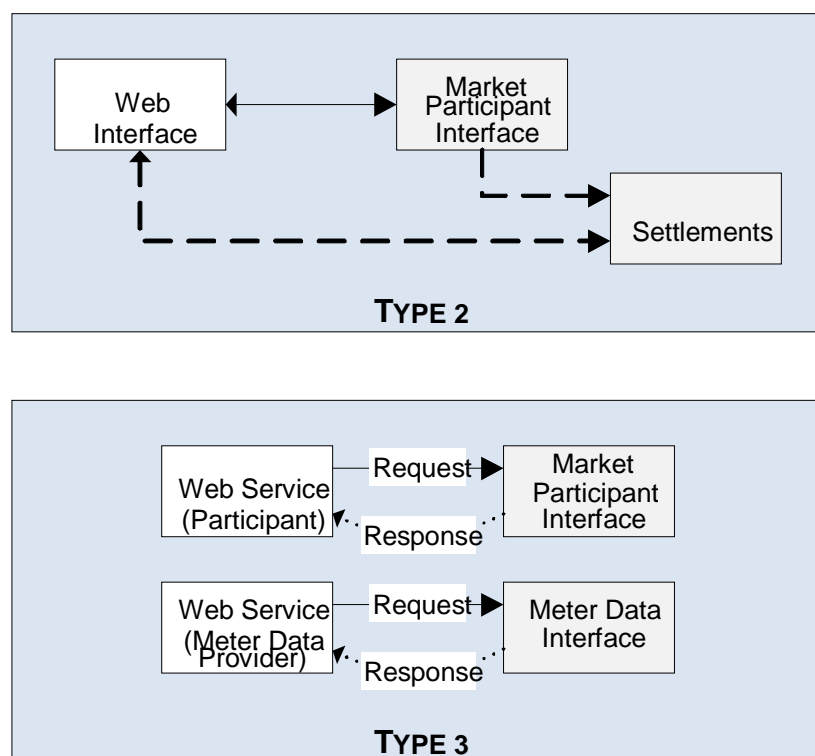 Web
Interface
Market
Participant
Interface
Settlements
TYPE 2
Web Service
(Participant)
Request
Response
Market
Participant
Interface
Web Service
(Meter Data
Provider)
Request
Response
Meter Data
Interface
TYPE 3